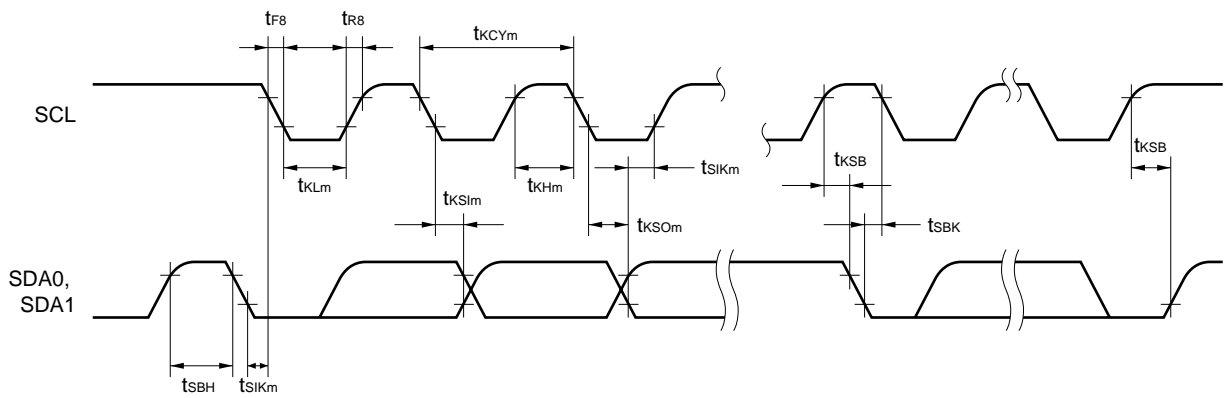 tF8
tR8
tKCYm
SCL
tKLm
tKHm
tSIKm
tKSB
tKSB
tKSIm
tKSOm
tSBK
SDA0,
SDA1
tSBH
tSIKm